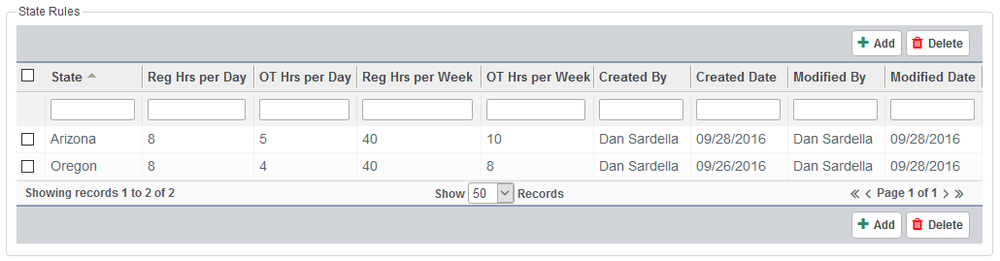 State Rules
Add Delete
State Reg Hrs per Day OT Hrs per Day Reg Hrs per Week OT Hrs per Week Created By Created Date Modified By Modified Date
Arizona 8 5 40 10 Dan Sardella 09/28/2016 Dan Sardella 09/28/2016
Oregon 8 4 40 8 Dan Sardella 09/26/2016 Dan Sardella 09/28/2016
Showing records 1 to 2 of 2 Show 50 Records Page 1 of 1
Add Delete